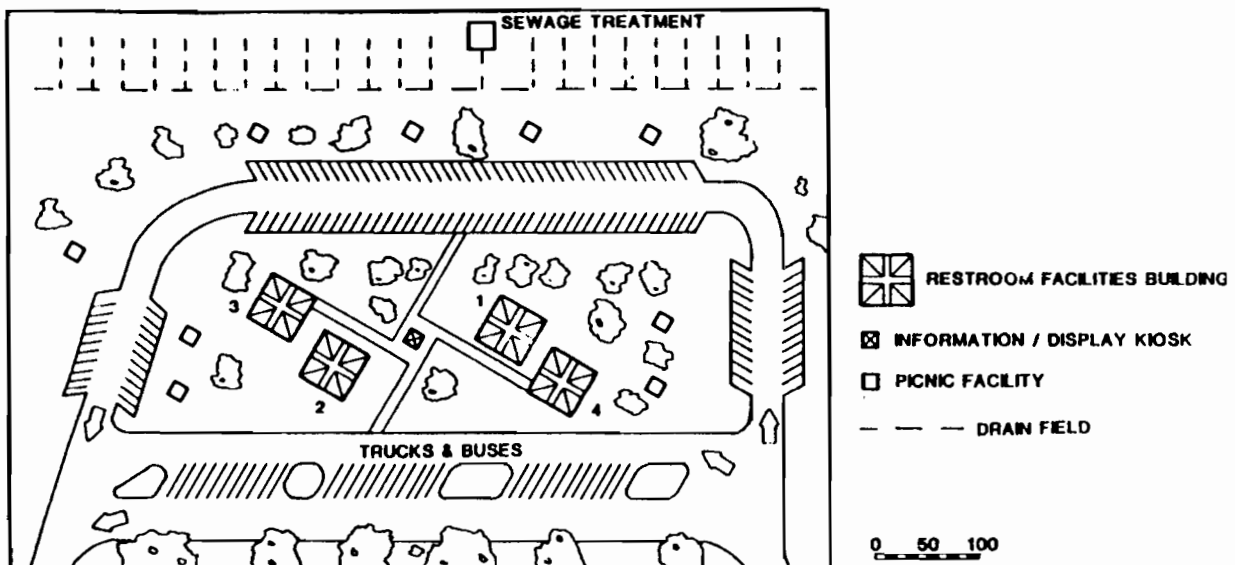 SEWAGE TREATMENT
3
1
2
4
TRUCKS & BUSES
RESTROOM FACILITIES BUILDING
INFORMATION / DISPLAY KIOSK
PICNIC FACILITY
DRAIN FIELD
0 50 100